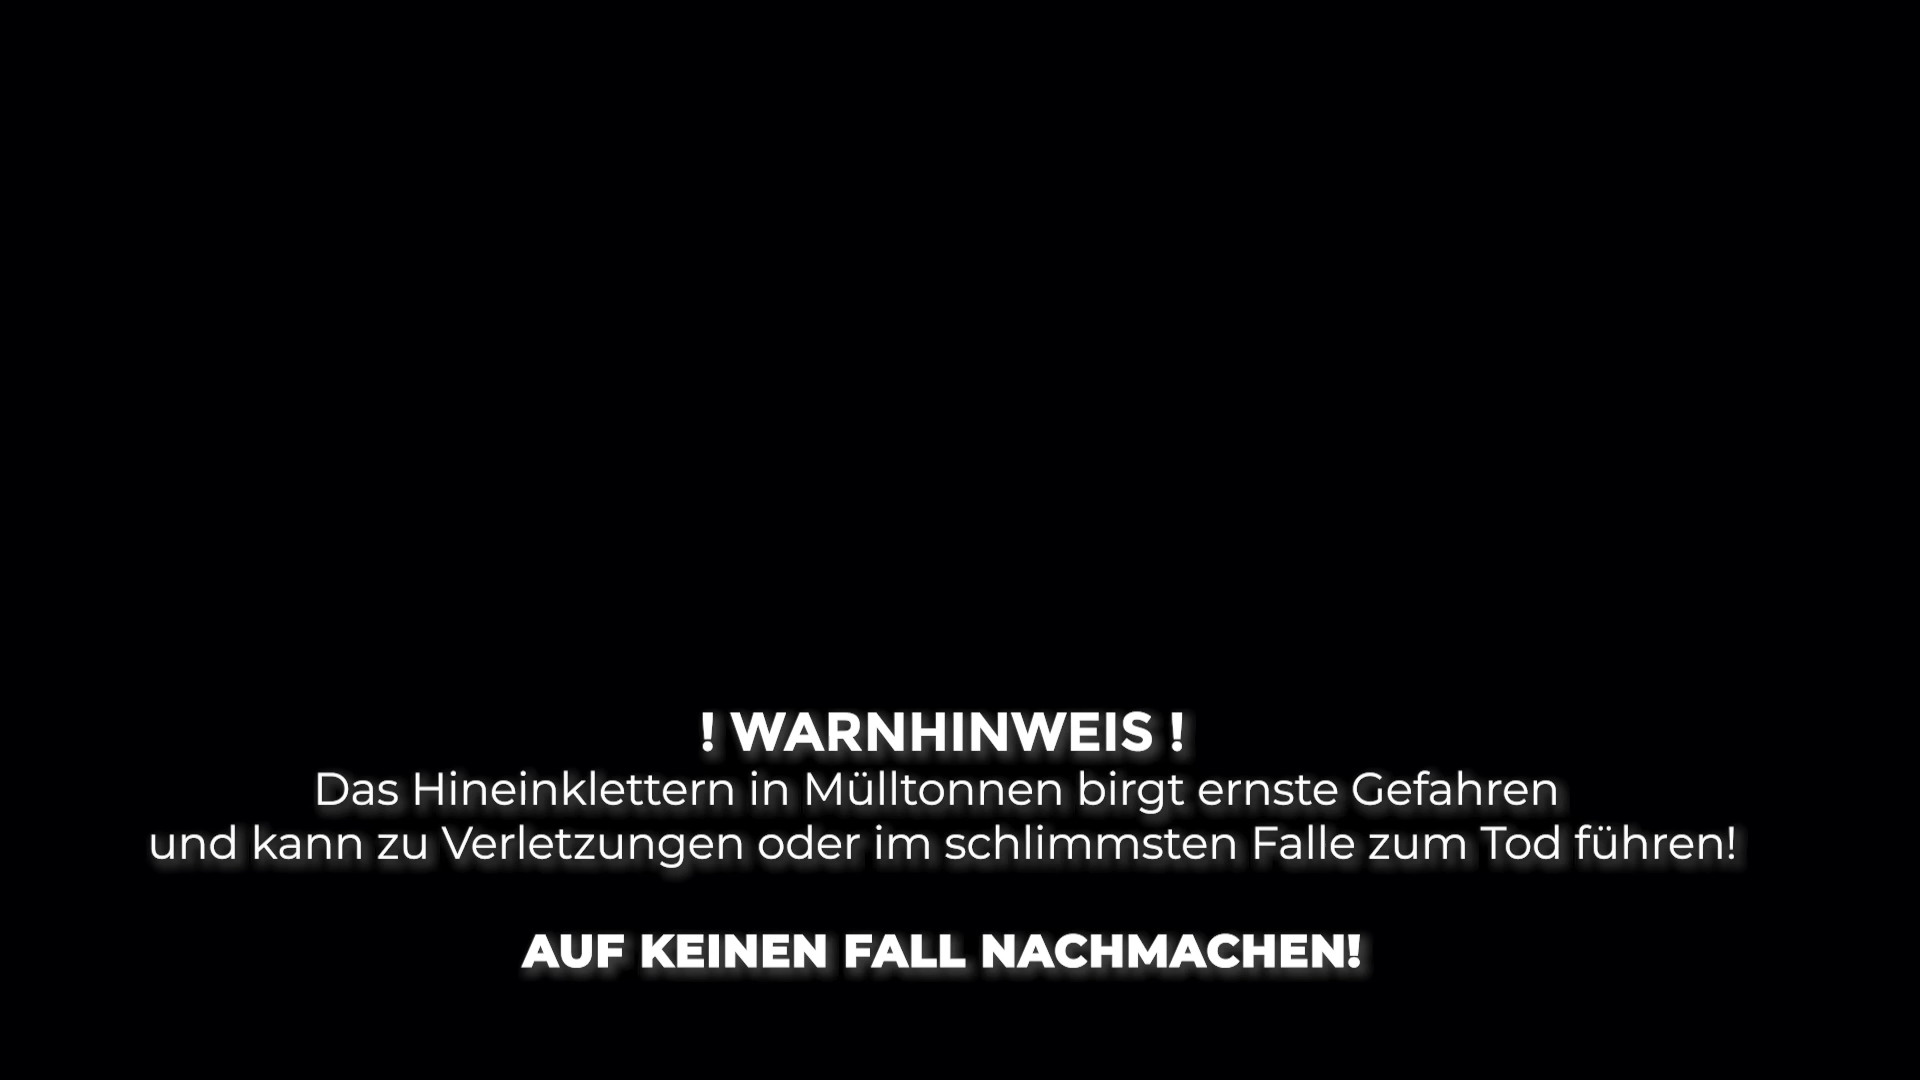 ! WARNHINWEIS !
Das Hineinklettern in Mülltonnen birgt ernste Gefahren
und kann zu Verletzungen oder im schlimmsten Falle zum Tod führen!
AUF KEINEN FALL NACHMACHEN!